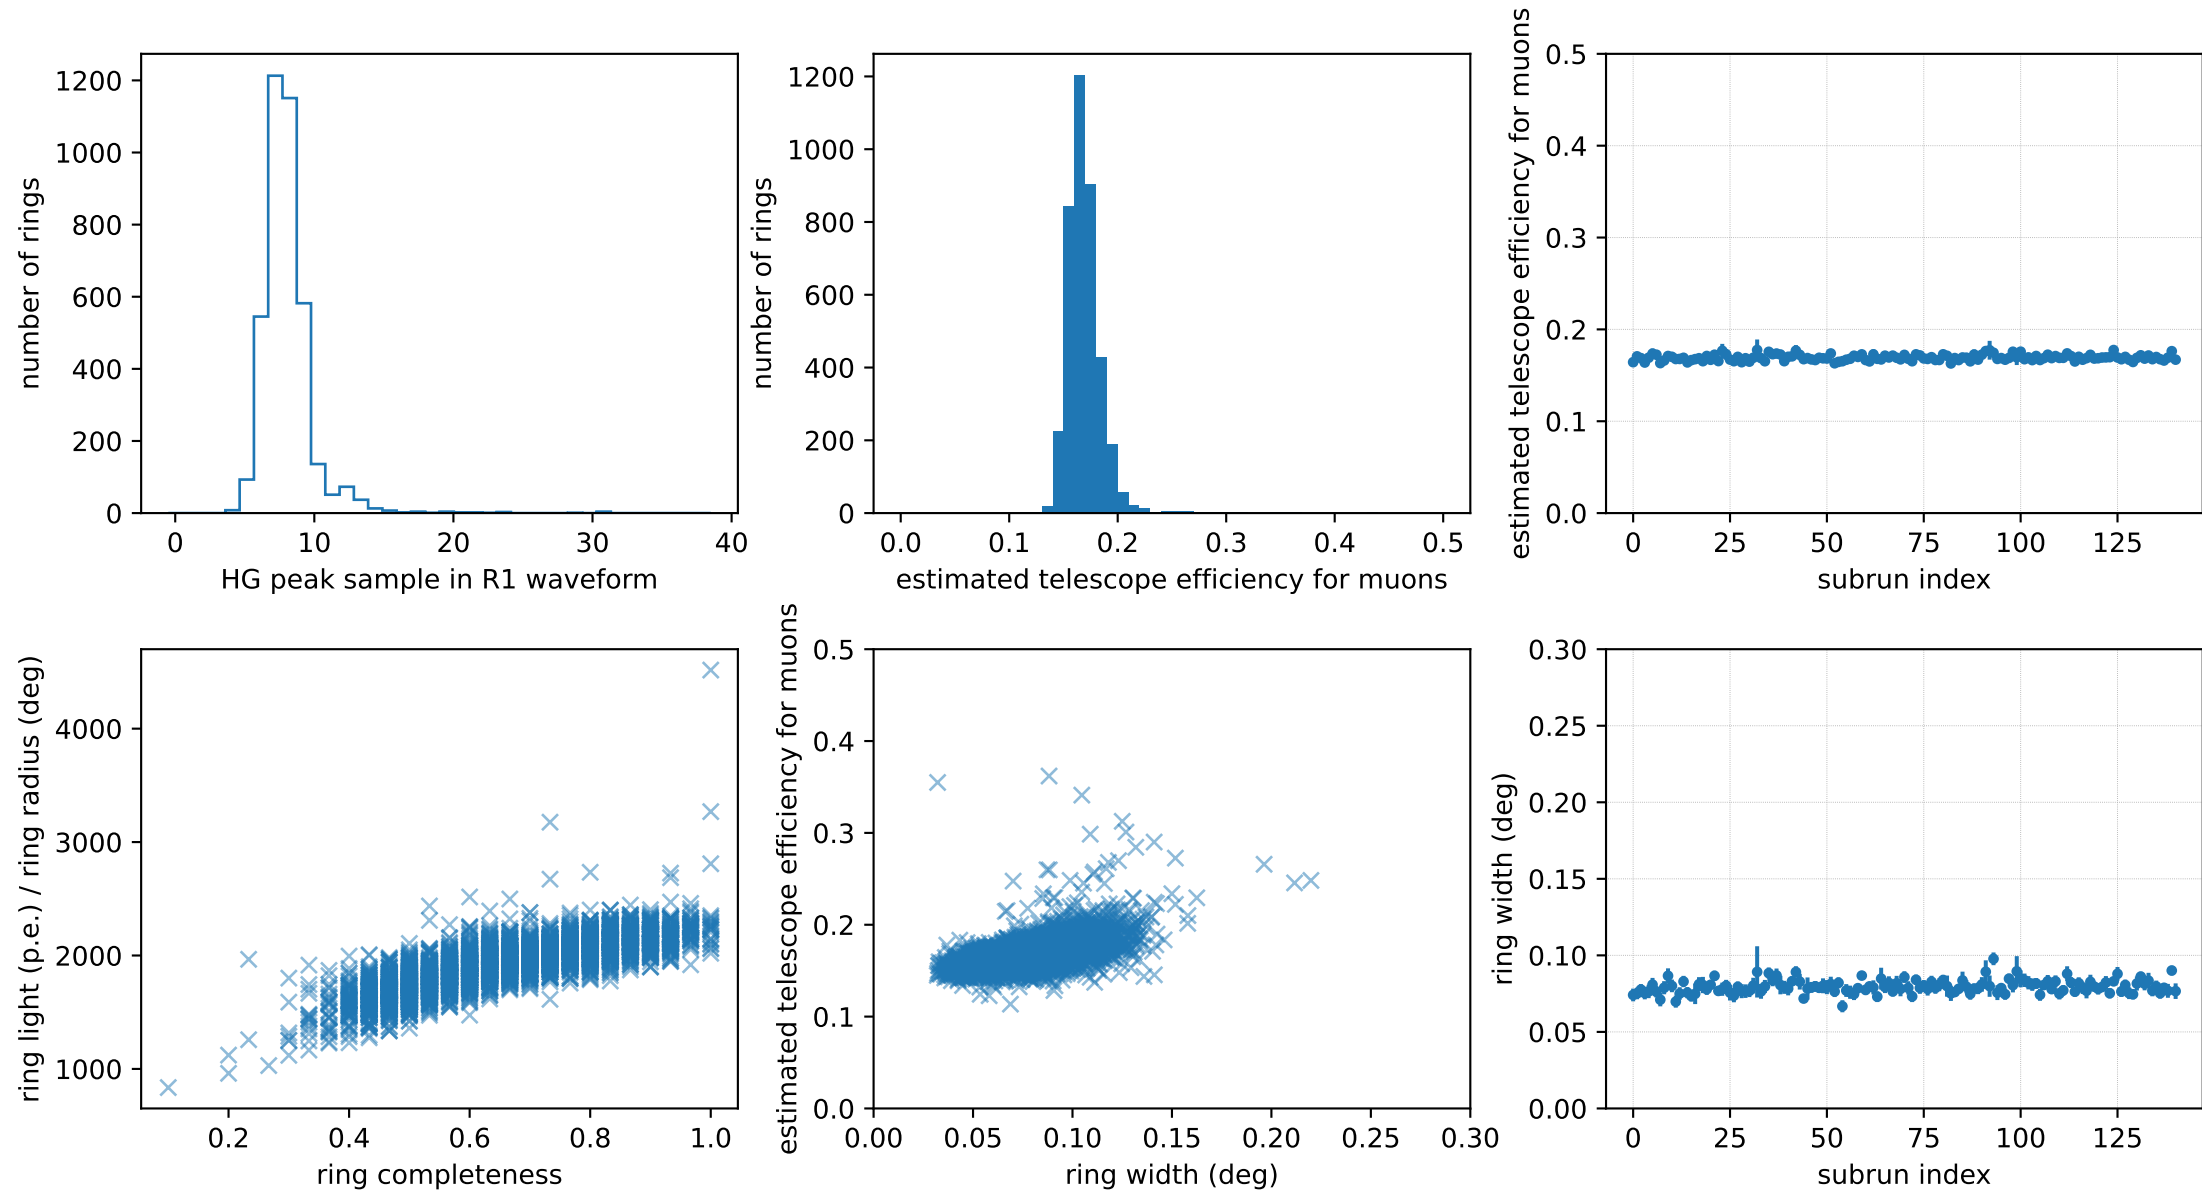 number of rings
1200
1000
800
600
400
200
0
0 10 20 30 40
HG peak sample in R1 waveform
number of rings
1200
1000
800
600
400
200
0
0.0 0.1 0.2 0.3 0.4 0.5
estimated telescope efficiency for muons
estimated telescope efficiency for muons
0.5
0.4
0.3
0.2
0.1
0.0
0 25 50 75 100 125
subrun index
ring light (p.e.) / ring radius (deg)
4000
3000
2000
1000
0.2 0.4 0.6 0.8 1.0
ring completeness
estimated telescope efficiency for muons
0.5
0.4
0.3
0.2
0.1
0.0
0.00 0.05 0.10 0.15 0.20 0.25 0.30
ring width (deg)
ring width (deg)
0.30
0.25
0.20
0.15
0.10
0.05
0.00
0 25 50 75 100 125
subrun index